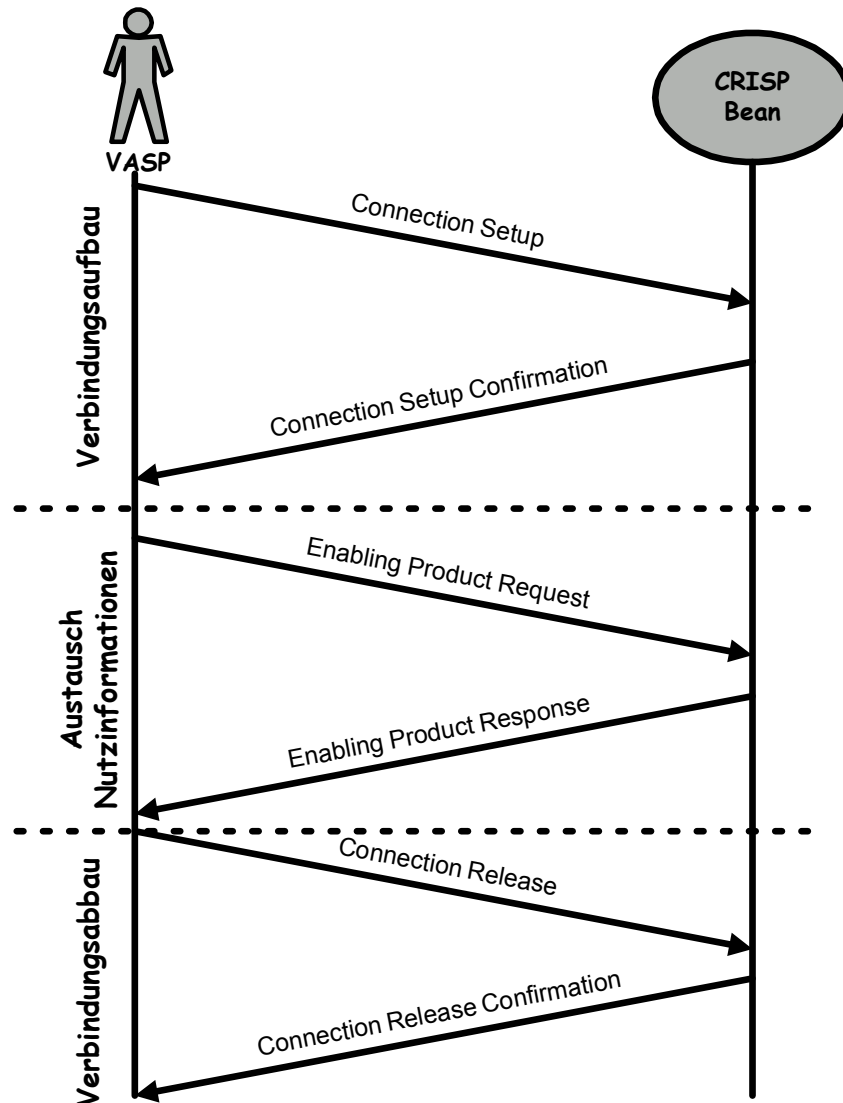 CRISP
Bean
VASP
Verbindungsaufbau
Connection Setup
Connection Setup Confirmation
Austausch
Nutzinformationen
Enabling Product Request
Enabling Product Response
Verbindungsabbau
Connection Release
Connection Release Confirmation